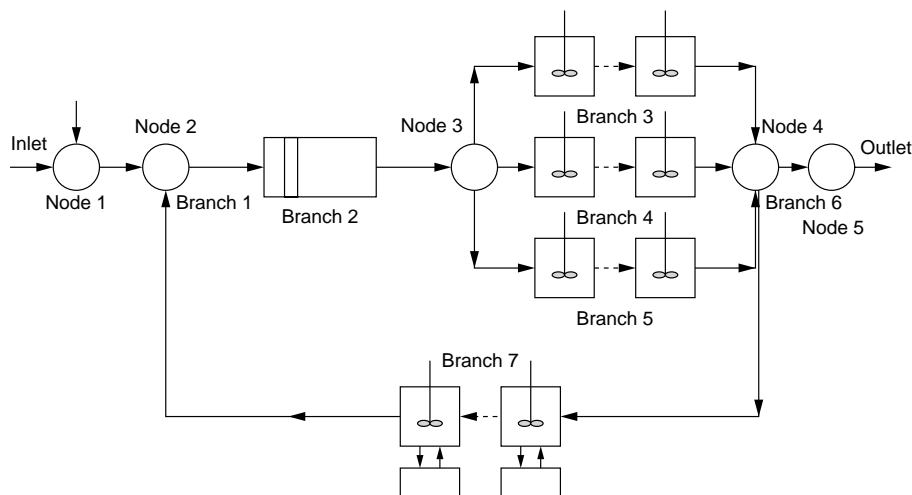 Branch 3
Node 3
Node 4
Node 2
Inlet
Outlet
Node 1
Branch 1
Branch 2
Branch 4
Branch 6
Node 5
Branch 5
Branch 7